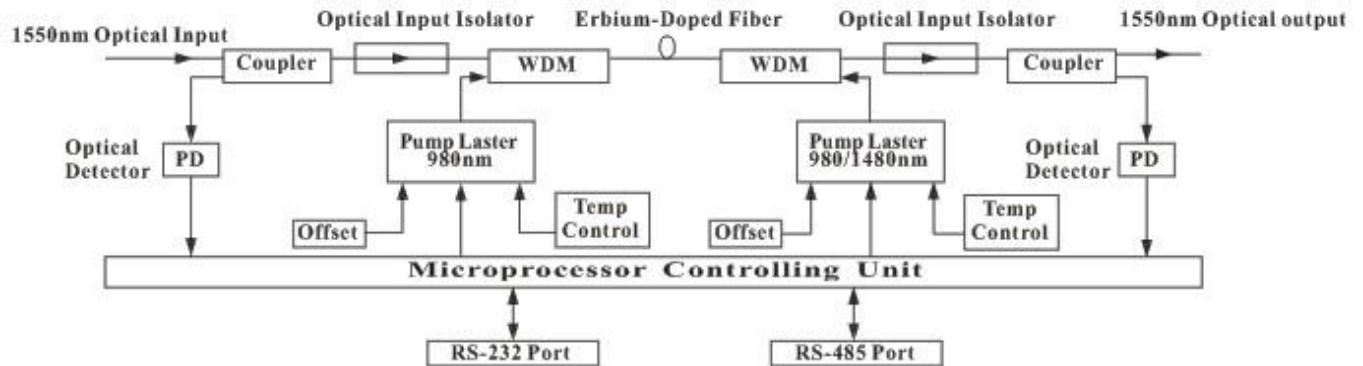 Optical Input Isolator
Erbium-Doped Fiber
Optical Input Isolator
1550nm Optical output
1550nm Optical Input
Coupler
WDM
WDM
Coupler
Optical
Detector
PD
Pump Laster
980nm
Pump Laster
980/1480nm
Optical
Detector
PD
Offset
Temp
Control
Offset
Temp
Control
Microprocessor Controlling Unit
RS-232 Port
RS-485 Port